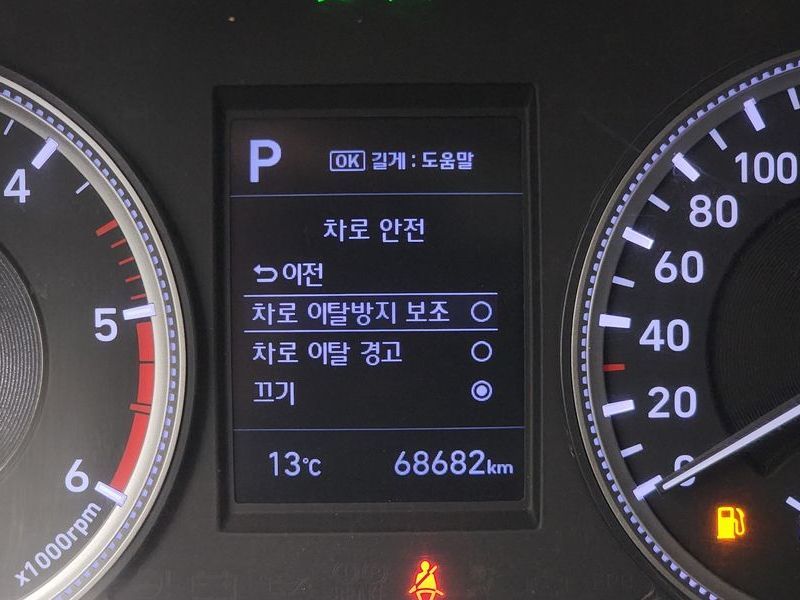 P OK 길게 : 도움말
차로 안전
이전
차로 이탈방지 보조
차로 이탈 경고
끄기
13℃ 68682km
4
5
6
x1000rpm
100
80
60
40
20
0